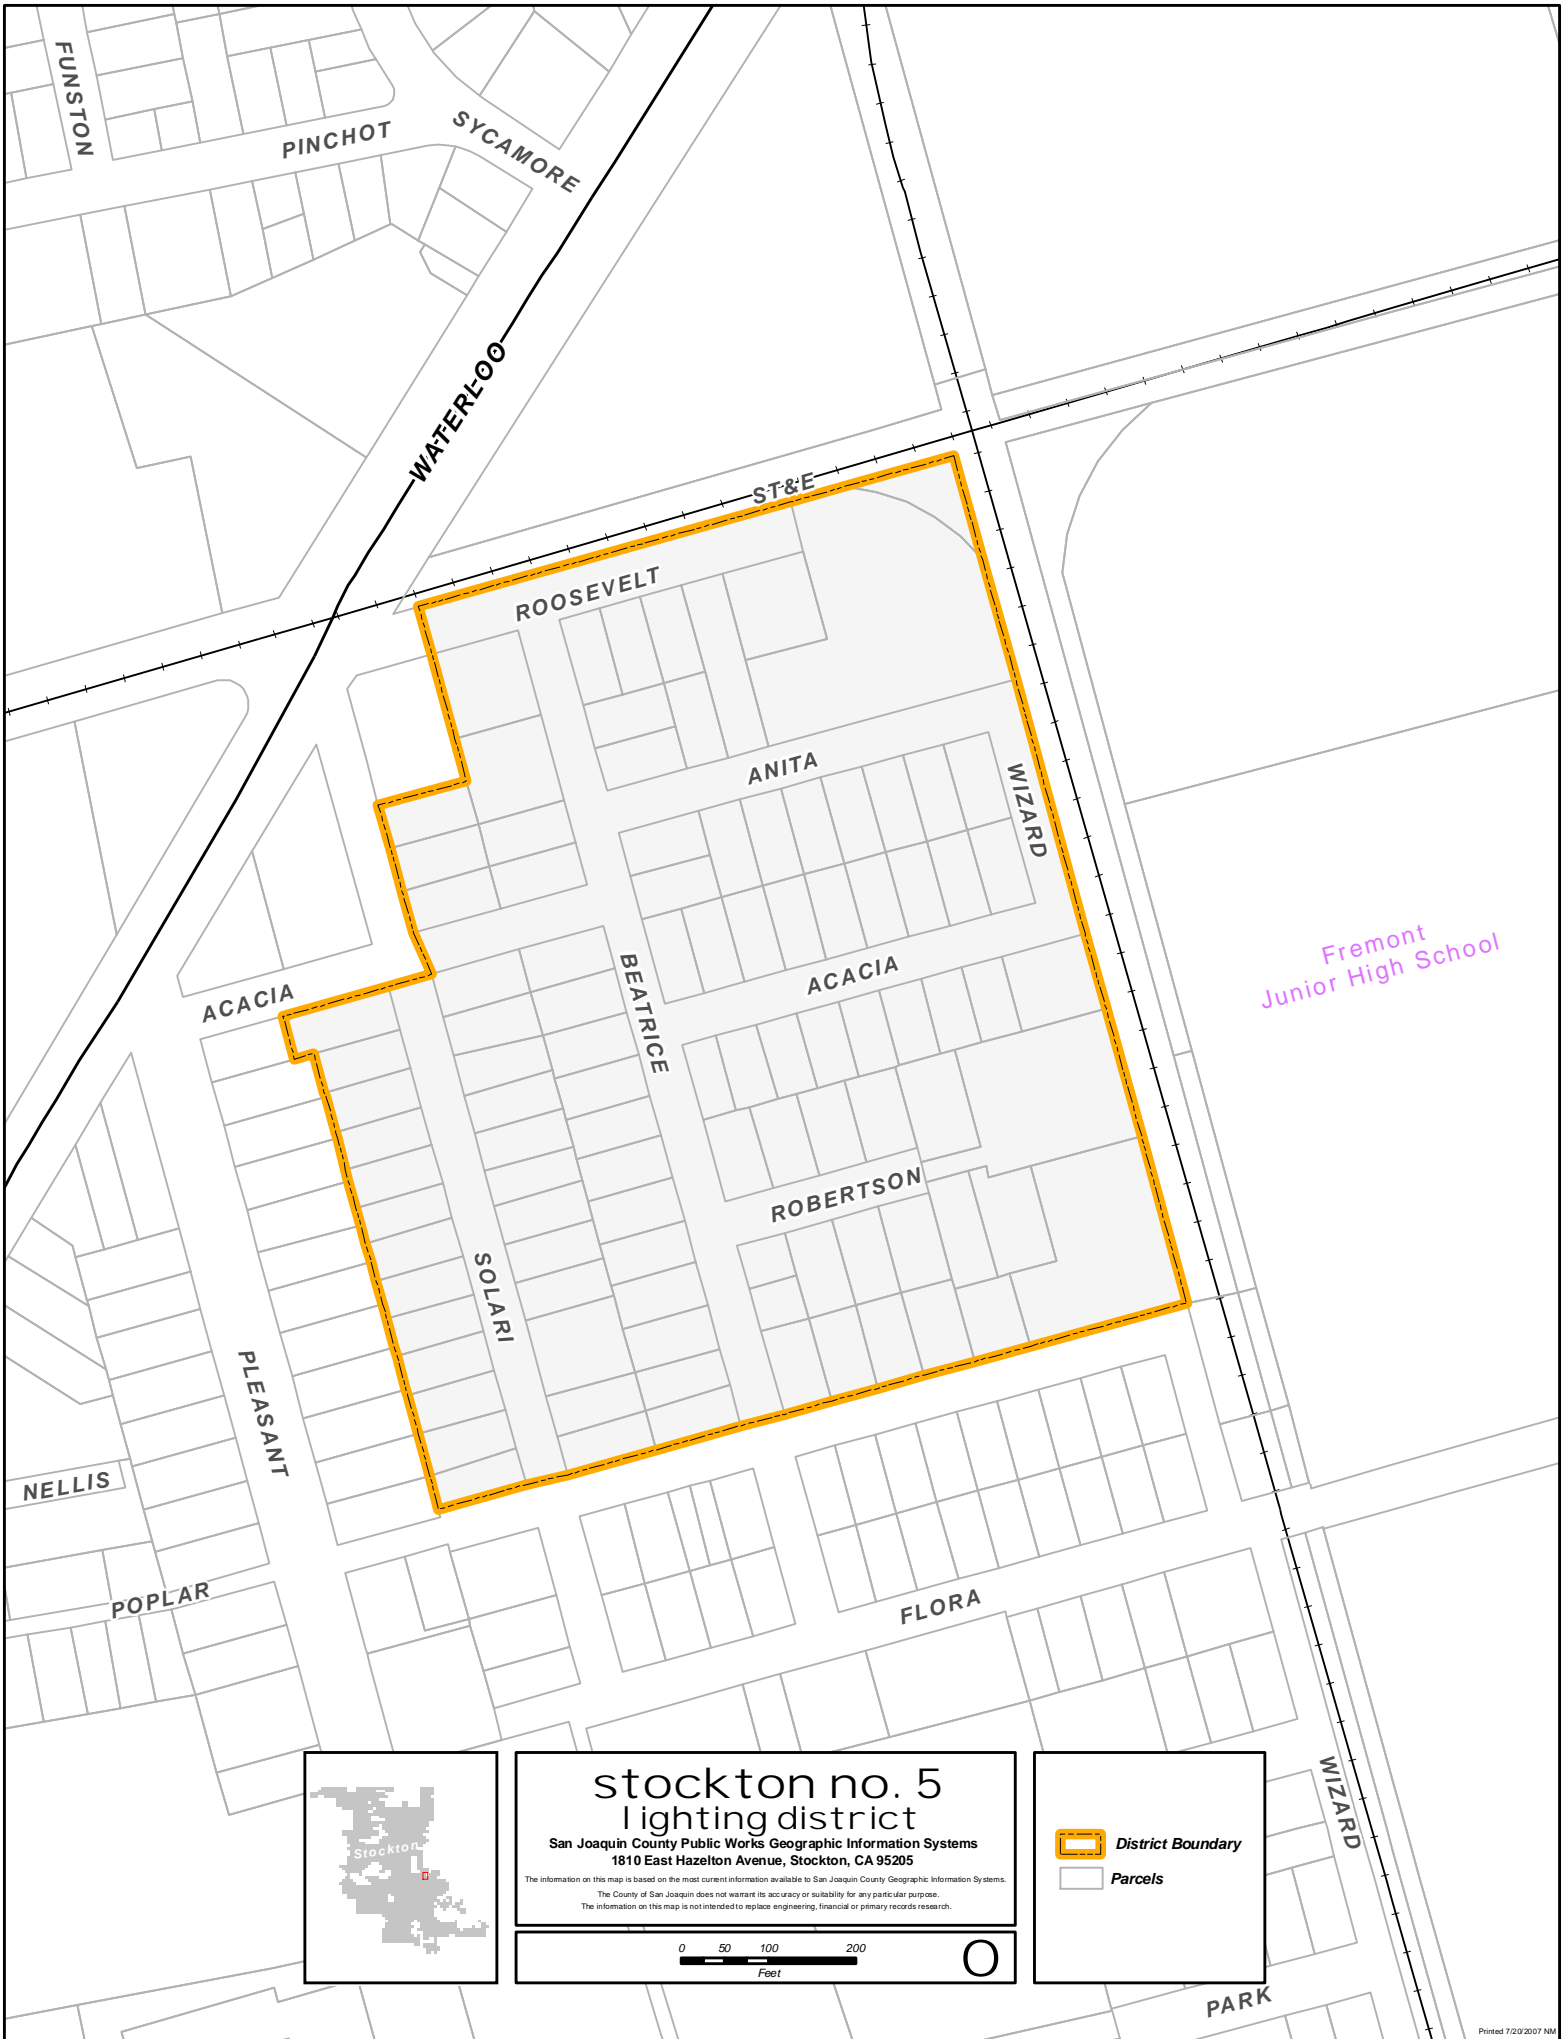 FUNSTON
PINCHOT
SYCAMORE
WATERLOO
ST&E
ROOSEVELT
ANITA
WIZARD
Fremont
Junior High School
BEATRICE
ACACIA
ACACIA
ROBERTSON
SOLARI
PLEASANT
NELLIS
POPLAR
FLORA
WIZARD
PARK
Stockton
stockton no. 5
lighting district
San Joaquin County Public Works Geographic Information Systems
1810 East Hazelton Avenue, Stockton, CA 95205
The information on this map is based on the most current information available to San Joaquin County Geographic Information Systems.
The County of San Joaquin does not warrant its accuracy or suitability for any particular purpose.
The information on this map is not intended to replace engineering, financial or primary records research.
0 50 100 200
Feet
O
District Boundary
Parcels
Printed 7/20/2007 NM